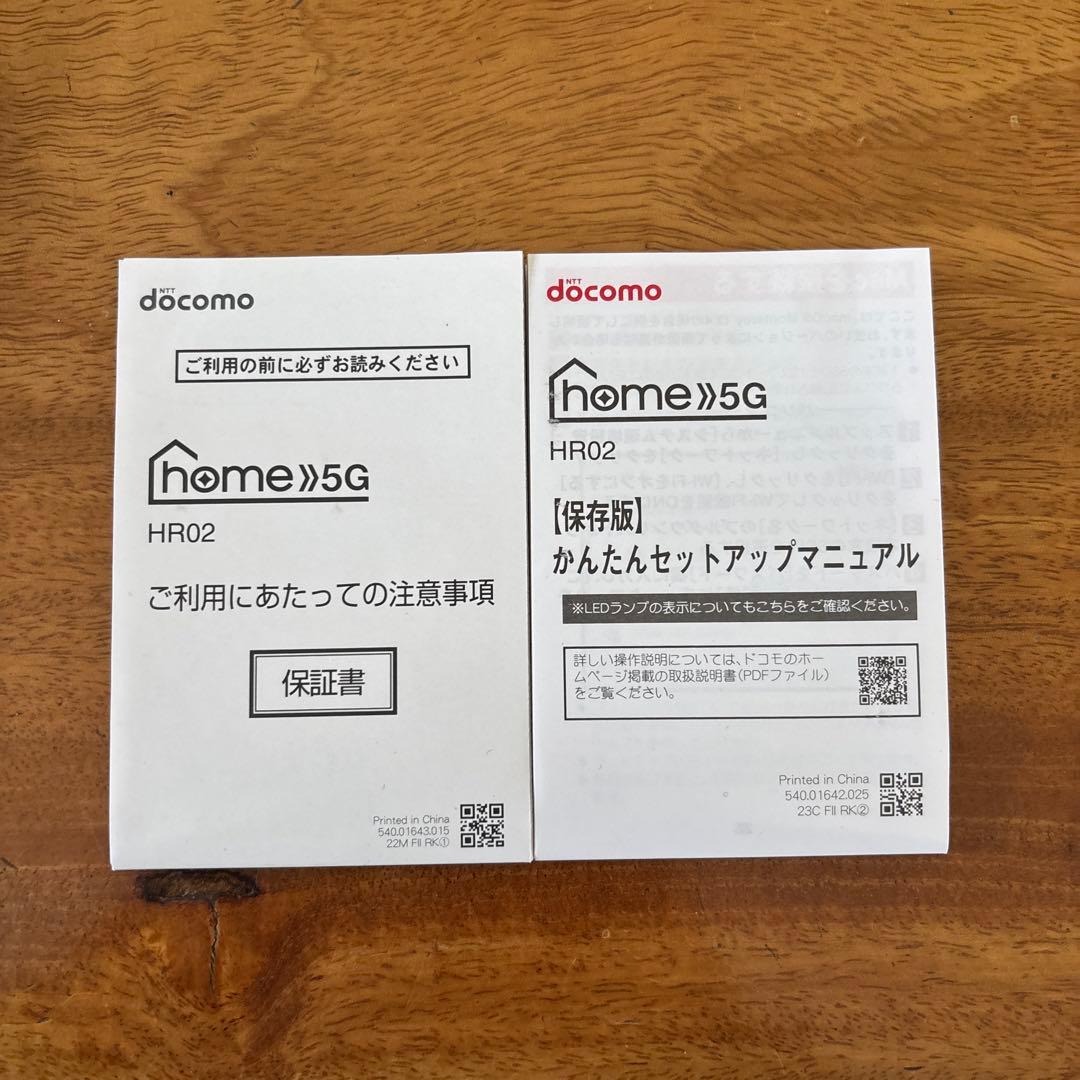 NTT
docomo
ご利用の前に必ずお読みください
home 5G
HR02
ご利用にあたっての注意事項
保証書
Printed in China
540.01643.015
22M FII RK①
NTT
docomo
home 5G
HR02
【保存版】
かんたんセットアップマニュアル
※LEDランプの表示についてもこちらをご確認ください。
詳しい操作説明については、ドコモのホー
ムページ掲載の取扱説明書(PDFファイル)
をご覧ください。
Printed in China
540.01642.025
23C FII RK②